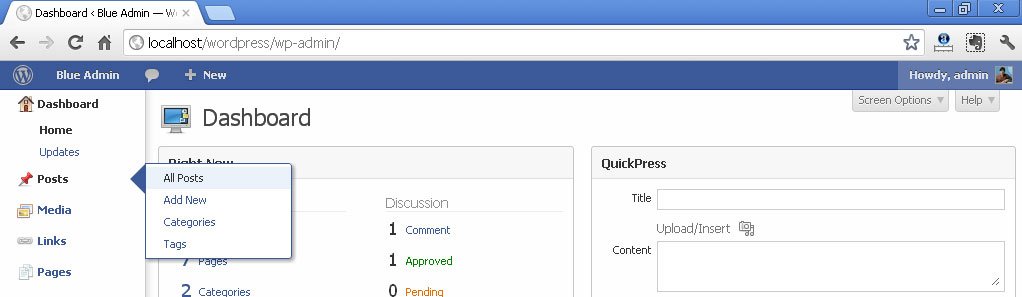 Dashboard ‹ Blue Admin — W
localhost/wordpress/wp-admin/
Blue Admin
New
Howdy, admin
Screen Options
Help
Dashboard
Home
Updates
Posts
Media
Links
Pages
All Posts
Add New
Categories
Tags
Dashboard
Right Now
Discussion
1 Comment
7 Pages
1 Approved
2 Categories
0 Pending
QuickPress
Title
Upload/Insert
Content